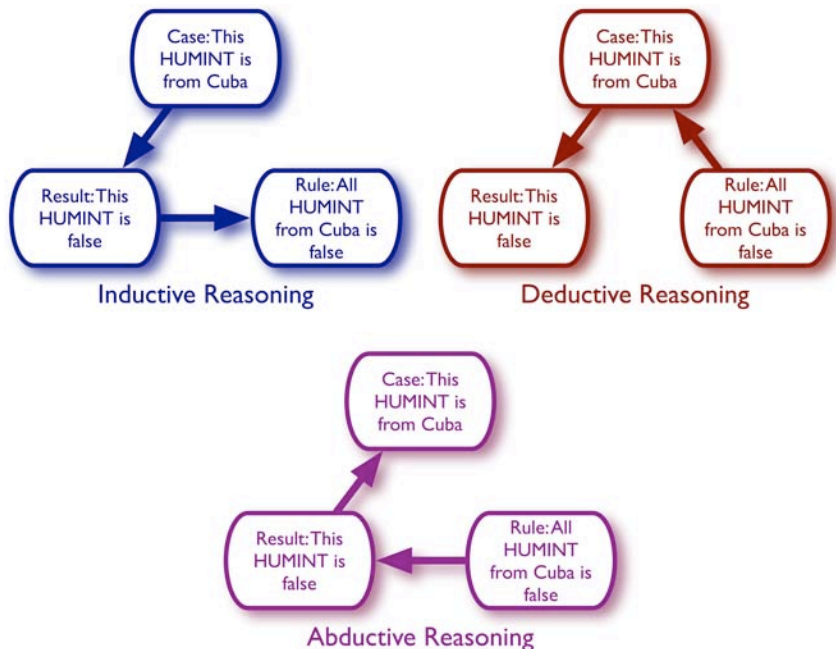 Case:This
HUMINT is
from Cuba
Result:This
HUMINT is
false
Rule:All
HUMINT
from Cuba is
false
Inductive Reasoning
Case:This
HUMINT is
from Cuba
Result:This
HUMINT is
false
Rule:All
HUMINT
from Cuba is
false
Deductive Reasoning
Case:This
HUMINT is
from Cuba
Result:This
HUMINT is
false
Rule:All
HUMINT
from Cuba is
false
Abductive Reasoning